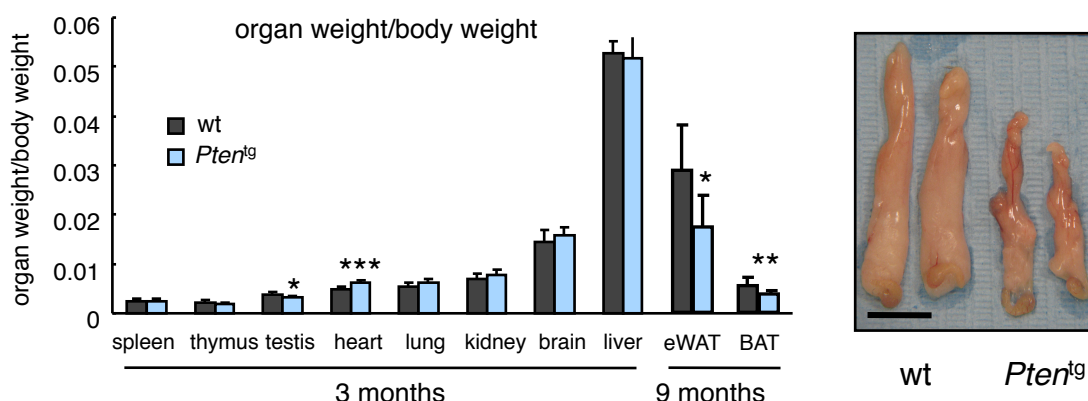 organ weight/body weight
organ weight/body weight
0.06
0.05
0.04
0.03
0.02
0.01
0
wt
Pten^tg
*
***
*
**
spleen thymus testis heart lung kidney brain liver eWAT BAT
3 months 9 months
wt Pten^tg